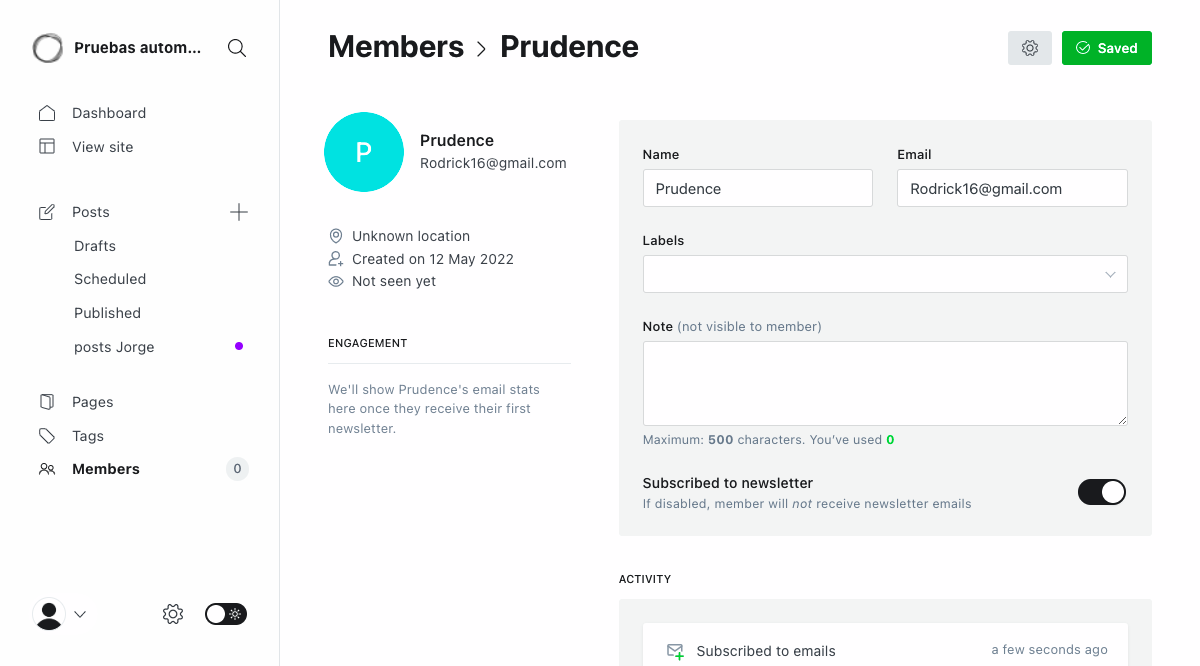 Pruebas autom...
Dashboard
View site
Posts
Drafts
Scheduled
Published
posts Jorge
Pages
Tags
Members
0
Members > Prudence
Saved
P
Prudence
Rodrick16@gmail.com
Unknown location
Created on 12 May 2022
Not seen yet
ENGAGEMENT
We'll show Prudence's email stats
here once they receive their first
newsletter.
Name
Prudence
Email
Rodrick16@gmail.com
Labels
Note (not visible to member)
Maximum: 500 characters. You've used 0
Subscribed to newsletter
If disabled, member will not receive newsletter emails
ACTIVITY
Subscribed to emails
a few seconds ago